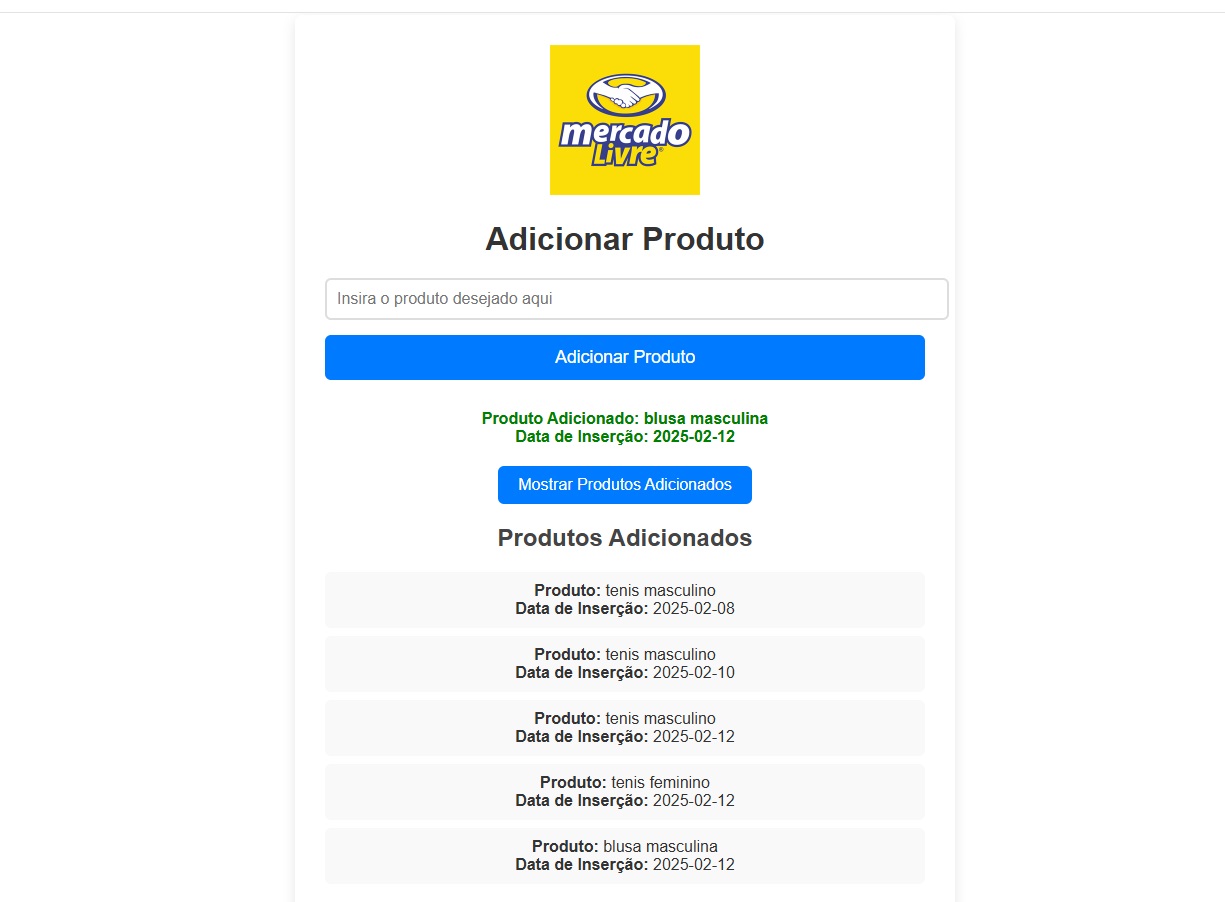 mercado
Livre®
Adicionar Produto
Insira o produto desejado aqui
Adicionar Produto
Produto Adicionado: blusa masculina
Data de Inserção: 2025-02-12
Mostrar Produtos Adicionados
Produtos Adicionados
Produto: tenis masculino
Data de Inserção: 2025-02-08
Produto: tenis masculino
Data de Inserção: 2025-02-10
Produto: tenis masculino
Data de Inserção: 2025-02-12
Produto: tenis feminino
Data de Inserção: 2025-02-12
Produto: blusa masculina
Data de Inserção: 2025-02-12